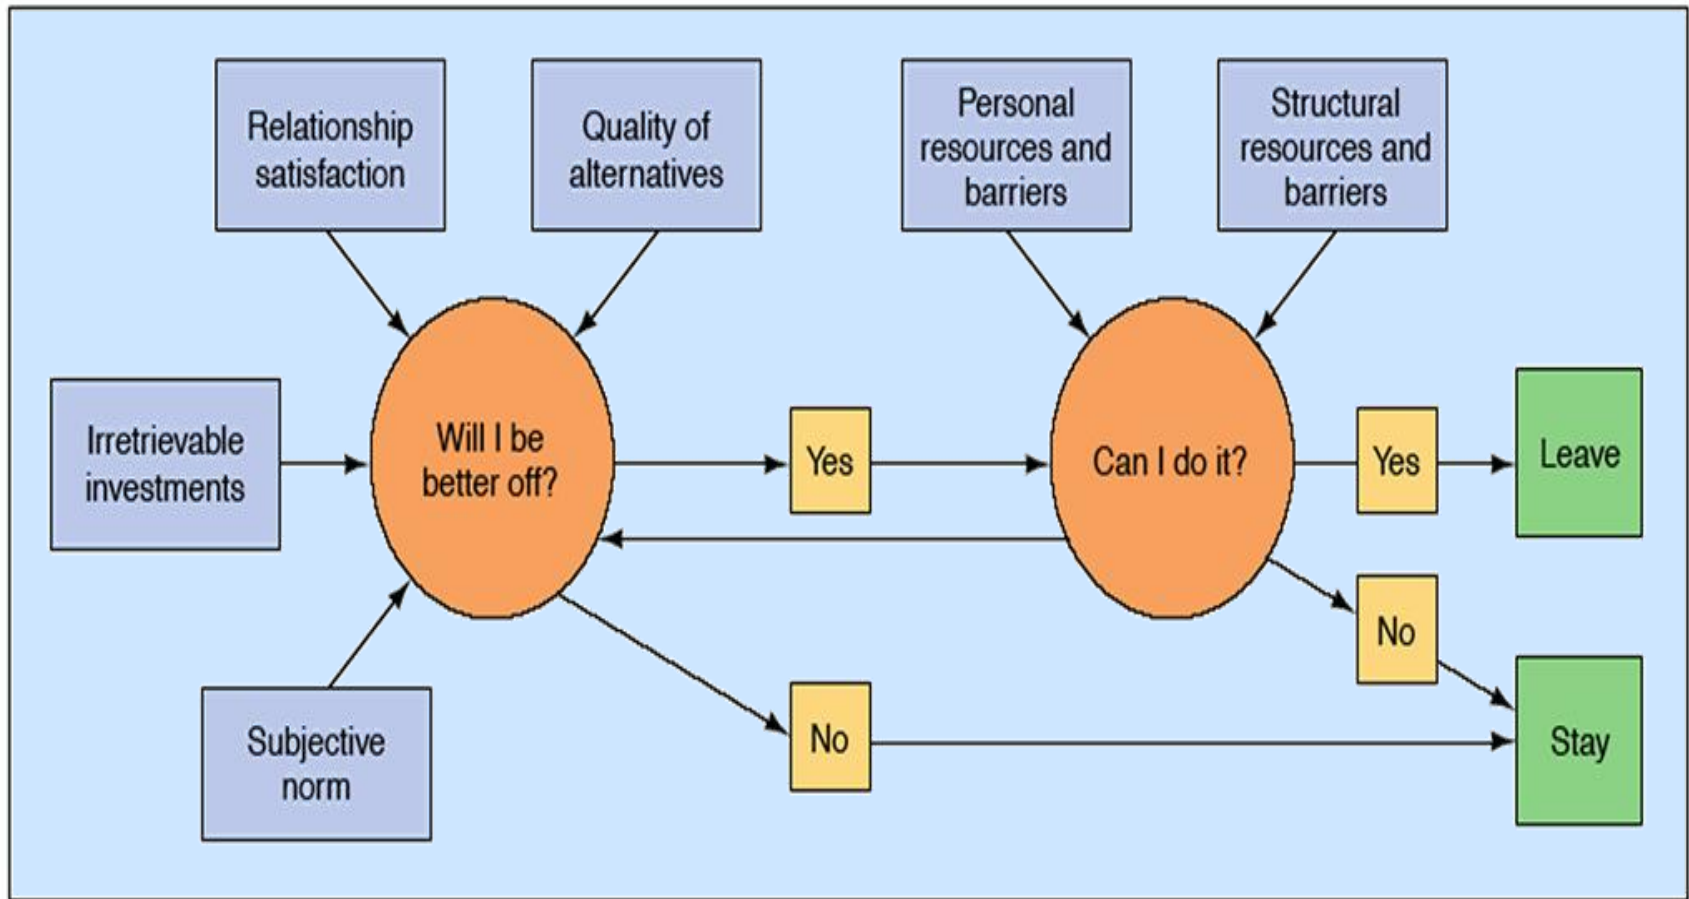 Relationship
satisfaction
Quality of
alternatives
Personal
resources and
barriers
Structural
resources and
barriers
Irretrievable
investments
Will I be
better off?
Yes
Can I do it?
Yes
Leave
No
Subjective
norm
No
Stay